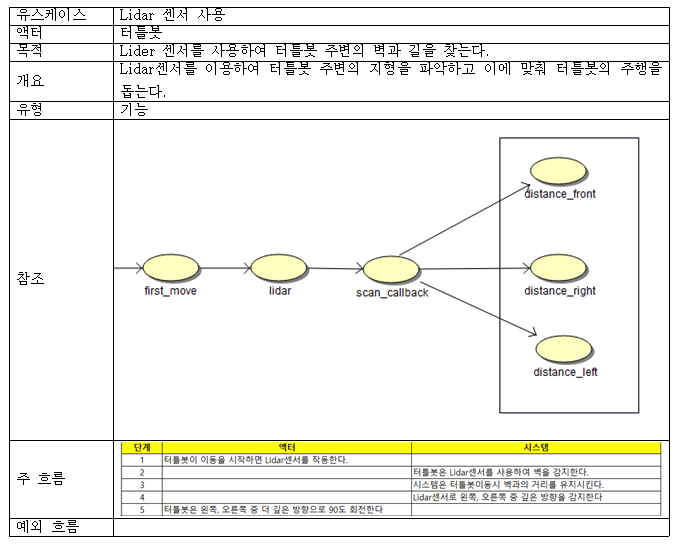 유스케이스 Lidar 센서 사용
액터 터틀봇
목적 Lider 센서를 사용하여 터틀봇 주변의 벽과 길을 찾는다.
개요 Lidar센서를 이용하여 터틀봇 주변의 지형을 파악하고 이에 맞춰 터틀봇의 주행을
돕는다.
유형 기능
참조
distance_front
first_move lidar scan_callback distance_right
distance_left
주 흐름
단계 액터 시스템
1 터틀봇이 이동을 시작하면 Lidar센서를 작동한다.
2 터틀봇은 Lidar센서를 사용하여 벽을 감지한다.
3 시스템은 터틀봇이동시 벽과의 거리를 유지시킨다.
4 Lidar센서로 왼쪽, 오른쪽 중 깊은 방향을 감지한다
5 터틀봇은 왼쪽, 오른쪽 중 더 깊은 방향으로 90도 회전한다
예외 흐름